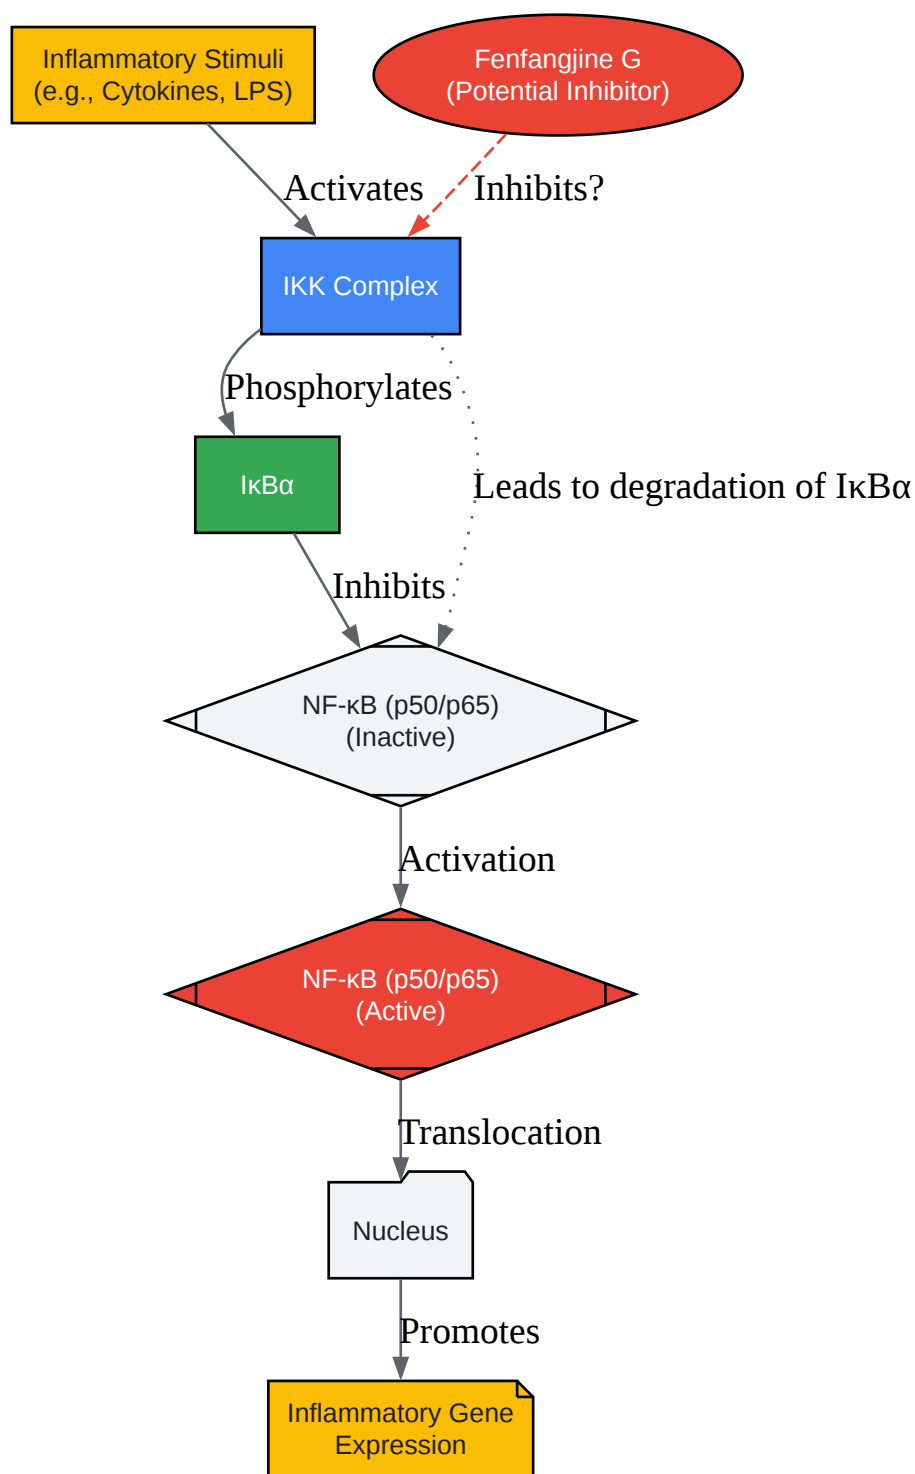 Inflammatory Stimuli
(e.g., Cytokines, LPS)
Fenfangjine G
(Potential Inhibitor)
Activates
Inhibits?
IKK Complex
Phosphorylates
IκBα
Leads to degradation of IκBα
Inhibits
NF-κB (p50/p65)
(Inactive)
Activation
NF-κB (p50/p65)
(Active)
Translocation
Nucleus
Promotes
Inflammatory Gene
Expression